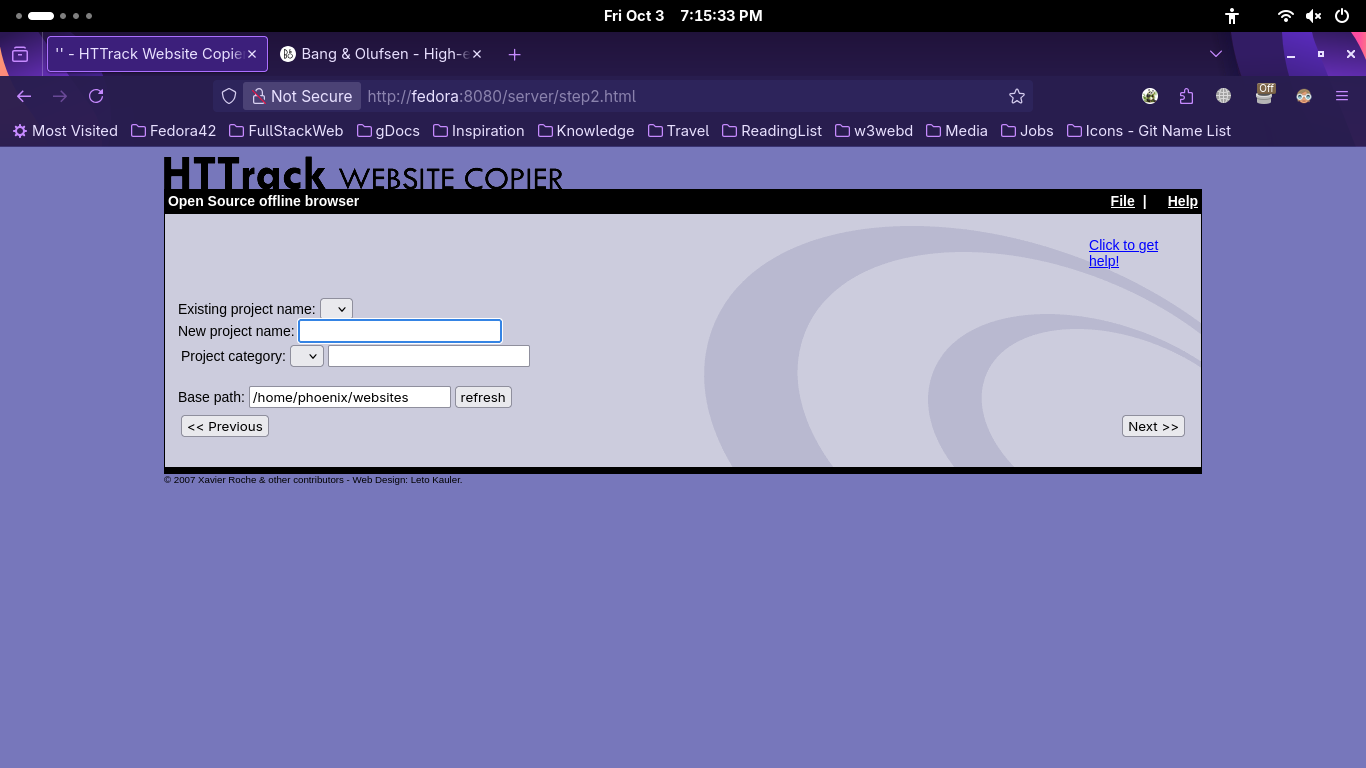 Fri Oct 3 7:15:33 PM
'' - HTTrack Website Copie
Bang & Olufsen - High-e
Not Secure http://fedora:8080/server/step2.html
Off
Most Visited Fedora42 FullStackWeb gDocs Inspiration Knowledge Travel ReadingList w3webd Media Jobs Icons - Git Name List
HTTrack WEBSITE COPIER
Open Source offline browser File | Help
Click to get
help!
Existing project name:
New project name:
Project category:
Base path: /home/phoenix/websites refresh
<< Previous Next >>
© 2007 Xavier Roche & other contributors - Web Design: Leto Kauler.